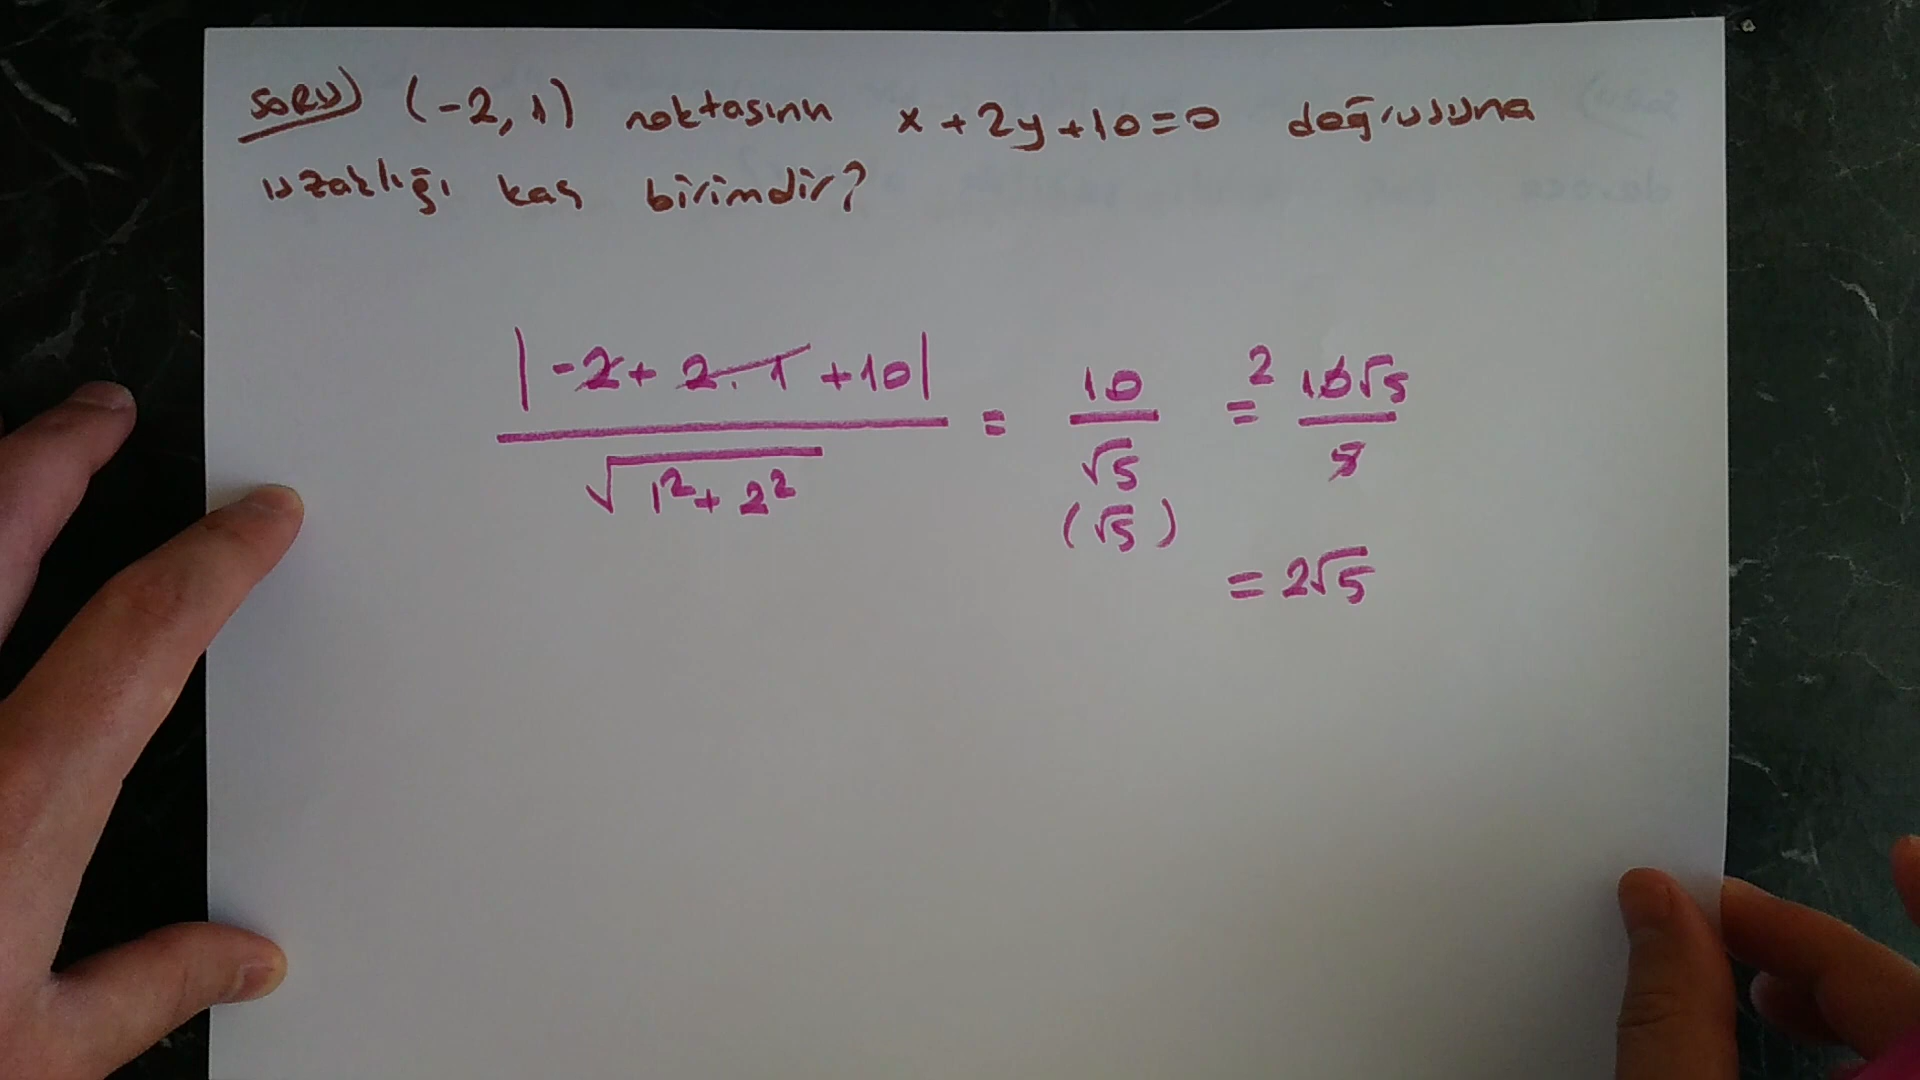 Soru) (-2, 1) noktasının x + 2y + 10 = 0 doğrusuna
uzaklığı kaç birimdir?
|-2 + 2.1 + 10| / √(1² + 2²) = 10 / √5 (√5) = 2 10√5 / 5
= 2√5